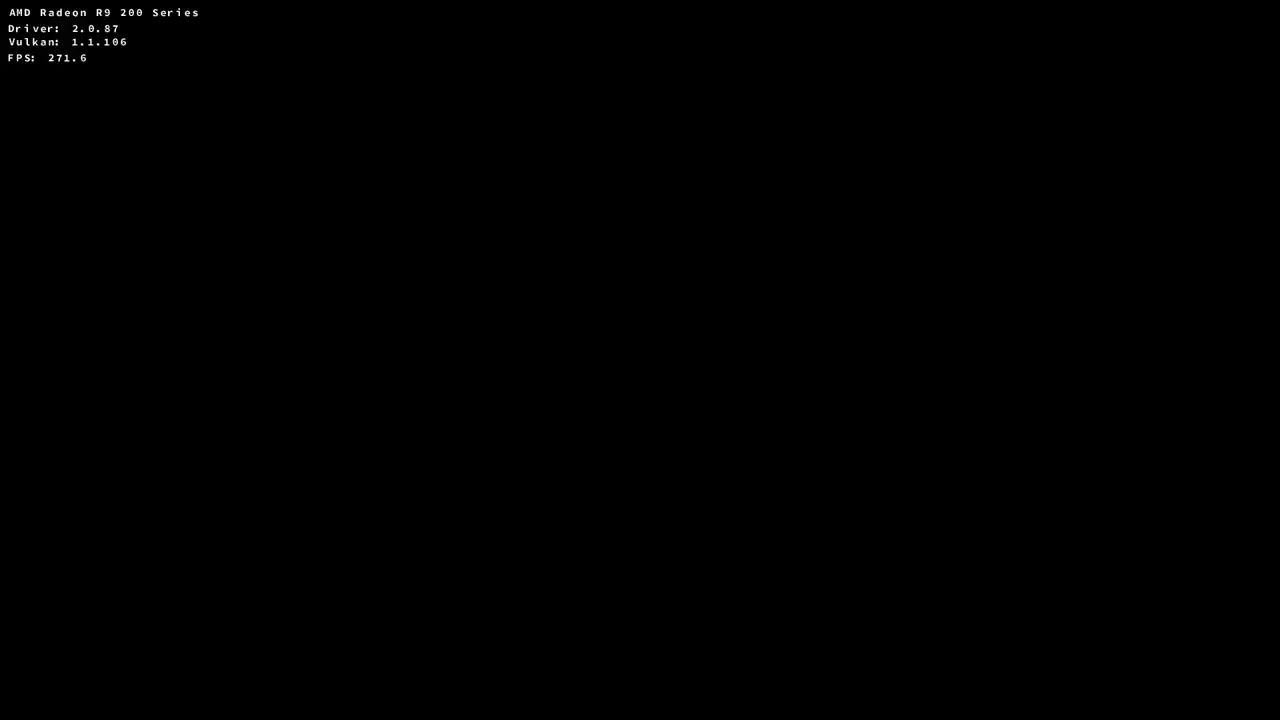 AMD Radeon R9 200 Series
Driver: 2.0.87
Vulkan: 1.1.106
FPS: 271.6